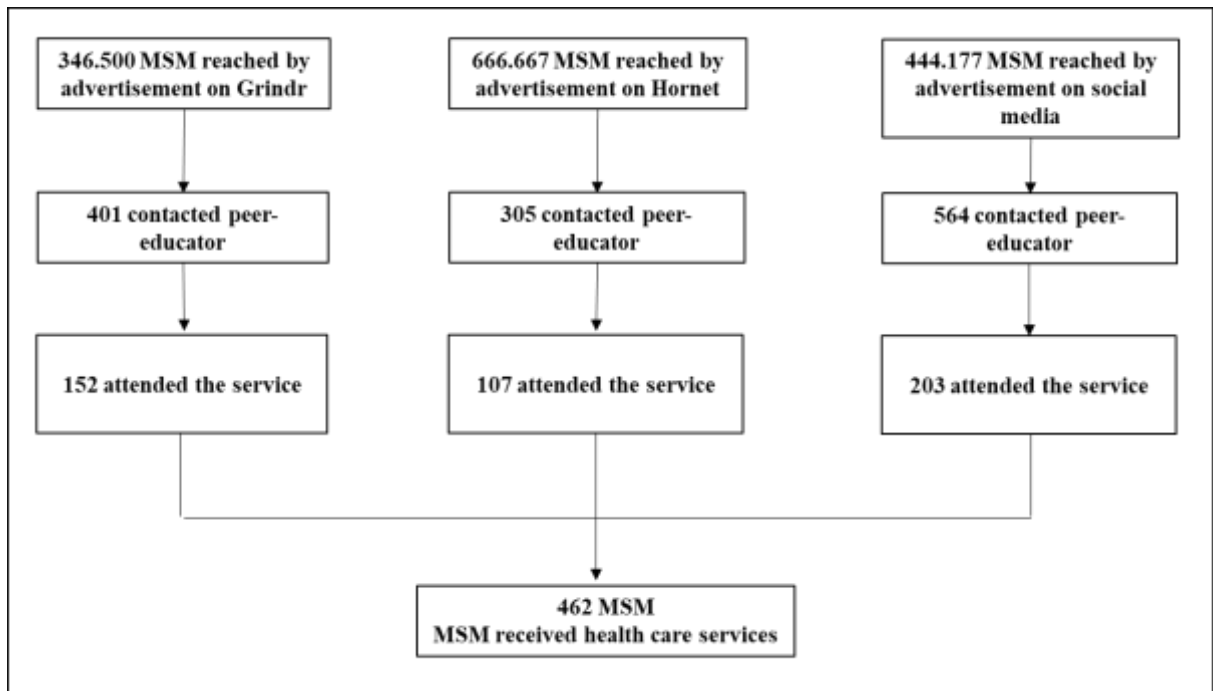 346.500 MSM reached by
advertisement on Grindr
666.667 MSM reached by
advertisement on Hornet
444.177 MSM reached by
advertisement on social
media
401 contacted peer-
educator
305 contacted peer-
educator
564 contacted peer-
educator
152 attended the service
107 attended the service
203 attended the service
462 MSM
MSM received health care services